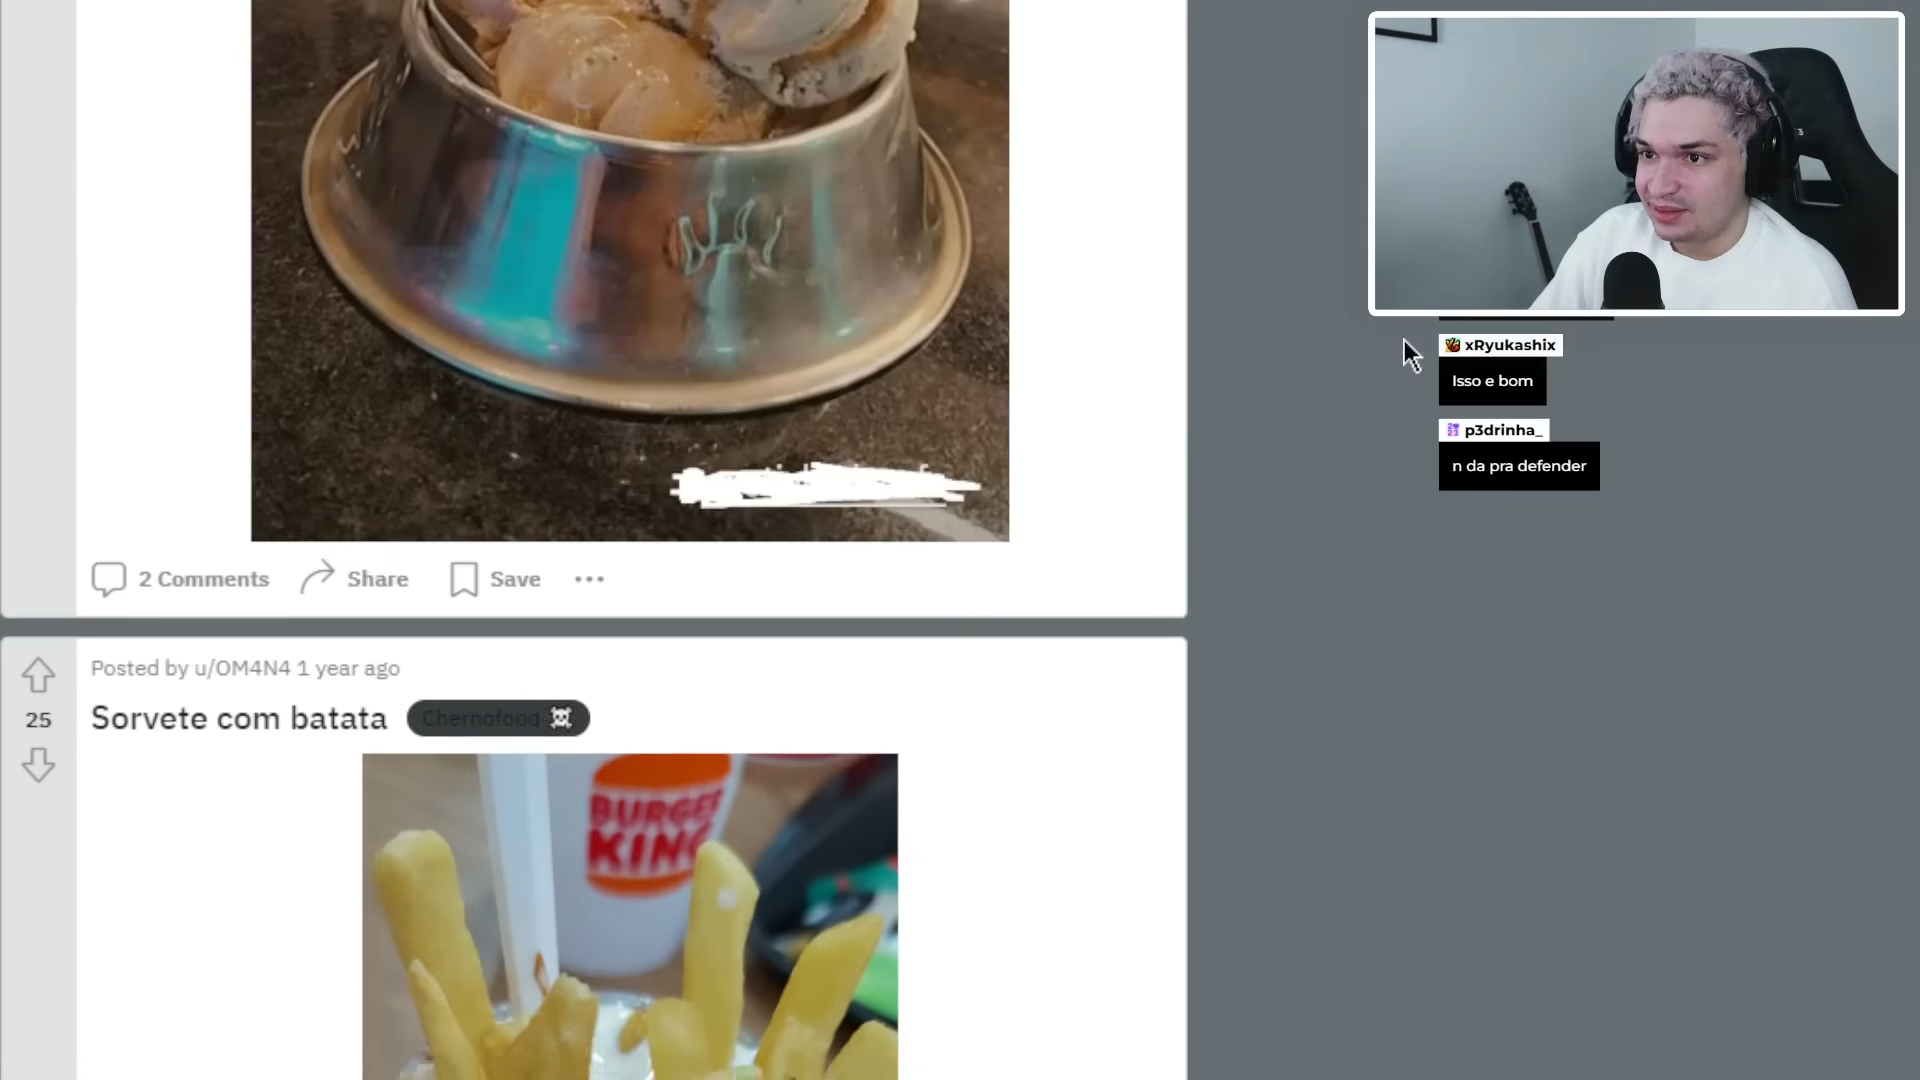 xRyukashix
Isso e bom
p3drinha_
n da pra defender
2 Comments
Share
Save
Posted by u/OM4N4 1 year ago
25
Sorvete com batata
Chernofood
BURGER
KING